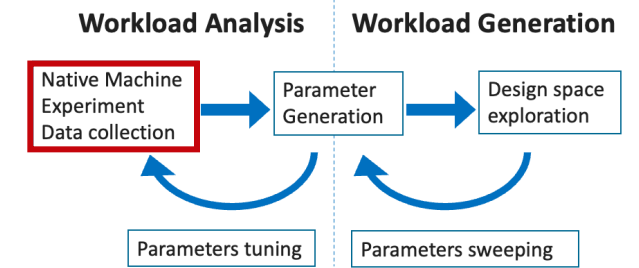 Workload Analysis
Workload Generation
Native Machine
Experiment
Data collection
Parameter
Generation
Design space
exploration
Parameters tuning
Parameters sweeping